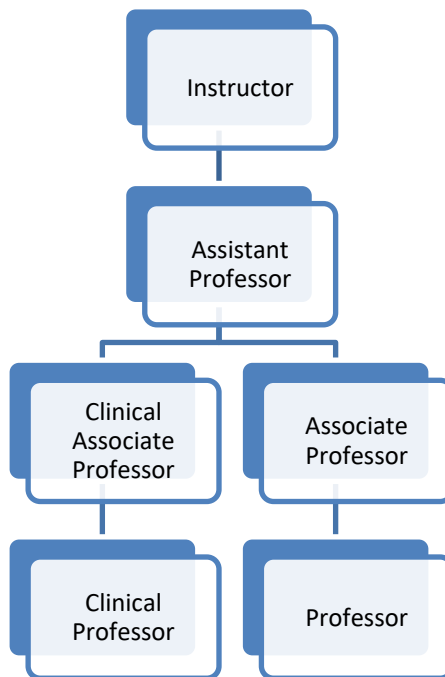 Instructor
Assistant
Professor
Clinical
Associate
Professor
Associate
Professor
Clinical
Professor
Professor